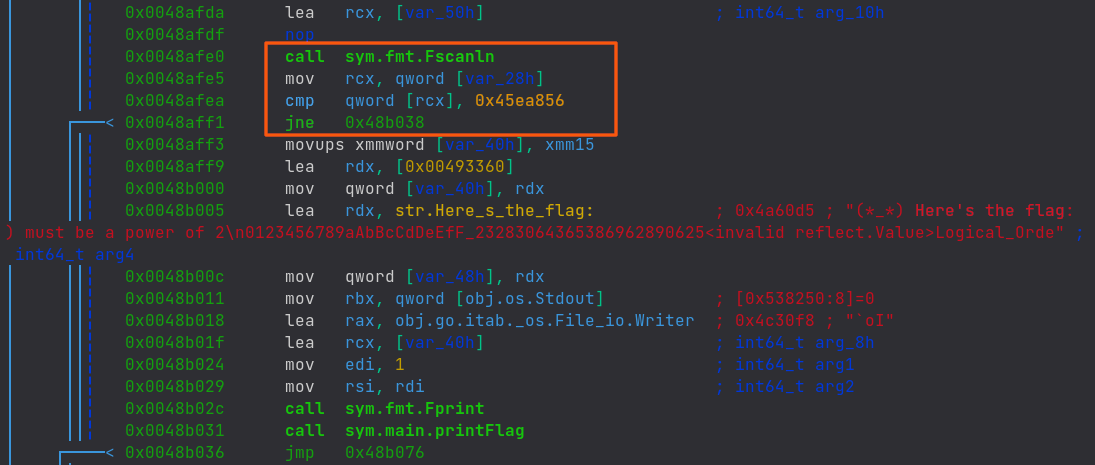 0x0048afda lea rcx, [var_50h] ; int64_t arg_10h
0x0048afdf nop
0x0048afe0 call sym.fmt.Fscanln
0x0048afe5 mov rcx, qword [var_28h]
0x0048afea cmp qword [rcx], 0x45ea856
0x0048aff1 jne 0x48b038
0x0048aff3 movups xmmword [var_40h], xmm15
0x0048aff9 lea rdx, [0x00493360]
0x0048b000 mov qword [var_40h], rdx
0x0048b005 lea rdx, str.Here_s_the_flag: ; 0x4a60d5 ; "(*_*) Here's the flag:
) must be a power of 2\n0123456789aAbBcCdDeEfF_23283064365386962890625<invalid reflect.Value>Logical_Orde" ;
int64_t arg4
0x0048b00c mov qword [var_48h], rdx
0x0048b011 mov rbx, qword [obj.os.Stdout] ; [0x538250:8]=0
0x0048b018 lea rax, obj.go.itab._os.File_io.Writer ; 0x4c30f8 ; "`oI"
0x0048b01f lea rcx, [var_40h] ; int64_t arg_8h
0x0048b024 mov edi, 1 ; int64_t arg1
0x0048b029 mov rsi, rdi ; int64_t arg2
0x0048b02c call sym.fmt.Fprint
0x0048b031 call sym.main.printFlag
0x0048b036 jmp 0x48b076